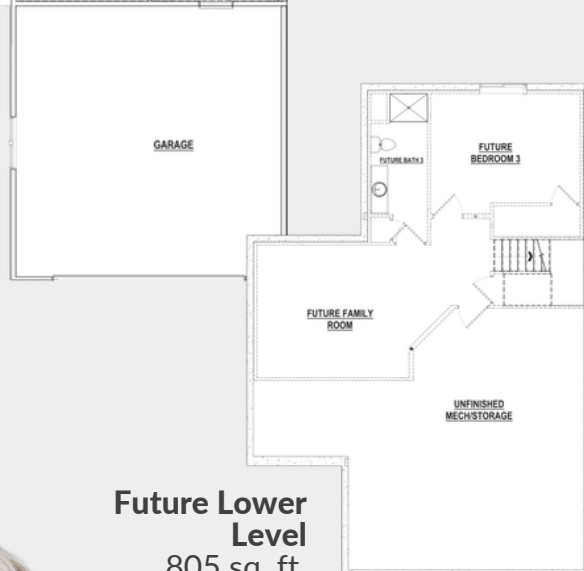 GARAGE
FUTURE
BEDROOM 3
FUTURE BATH 3
FUTURE FAMILY
ROOM
UNFINISHED
MECH/STORAGE
Future Lower
Level
805 sq. ft.